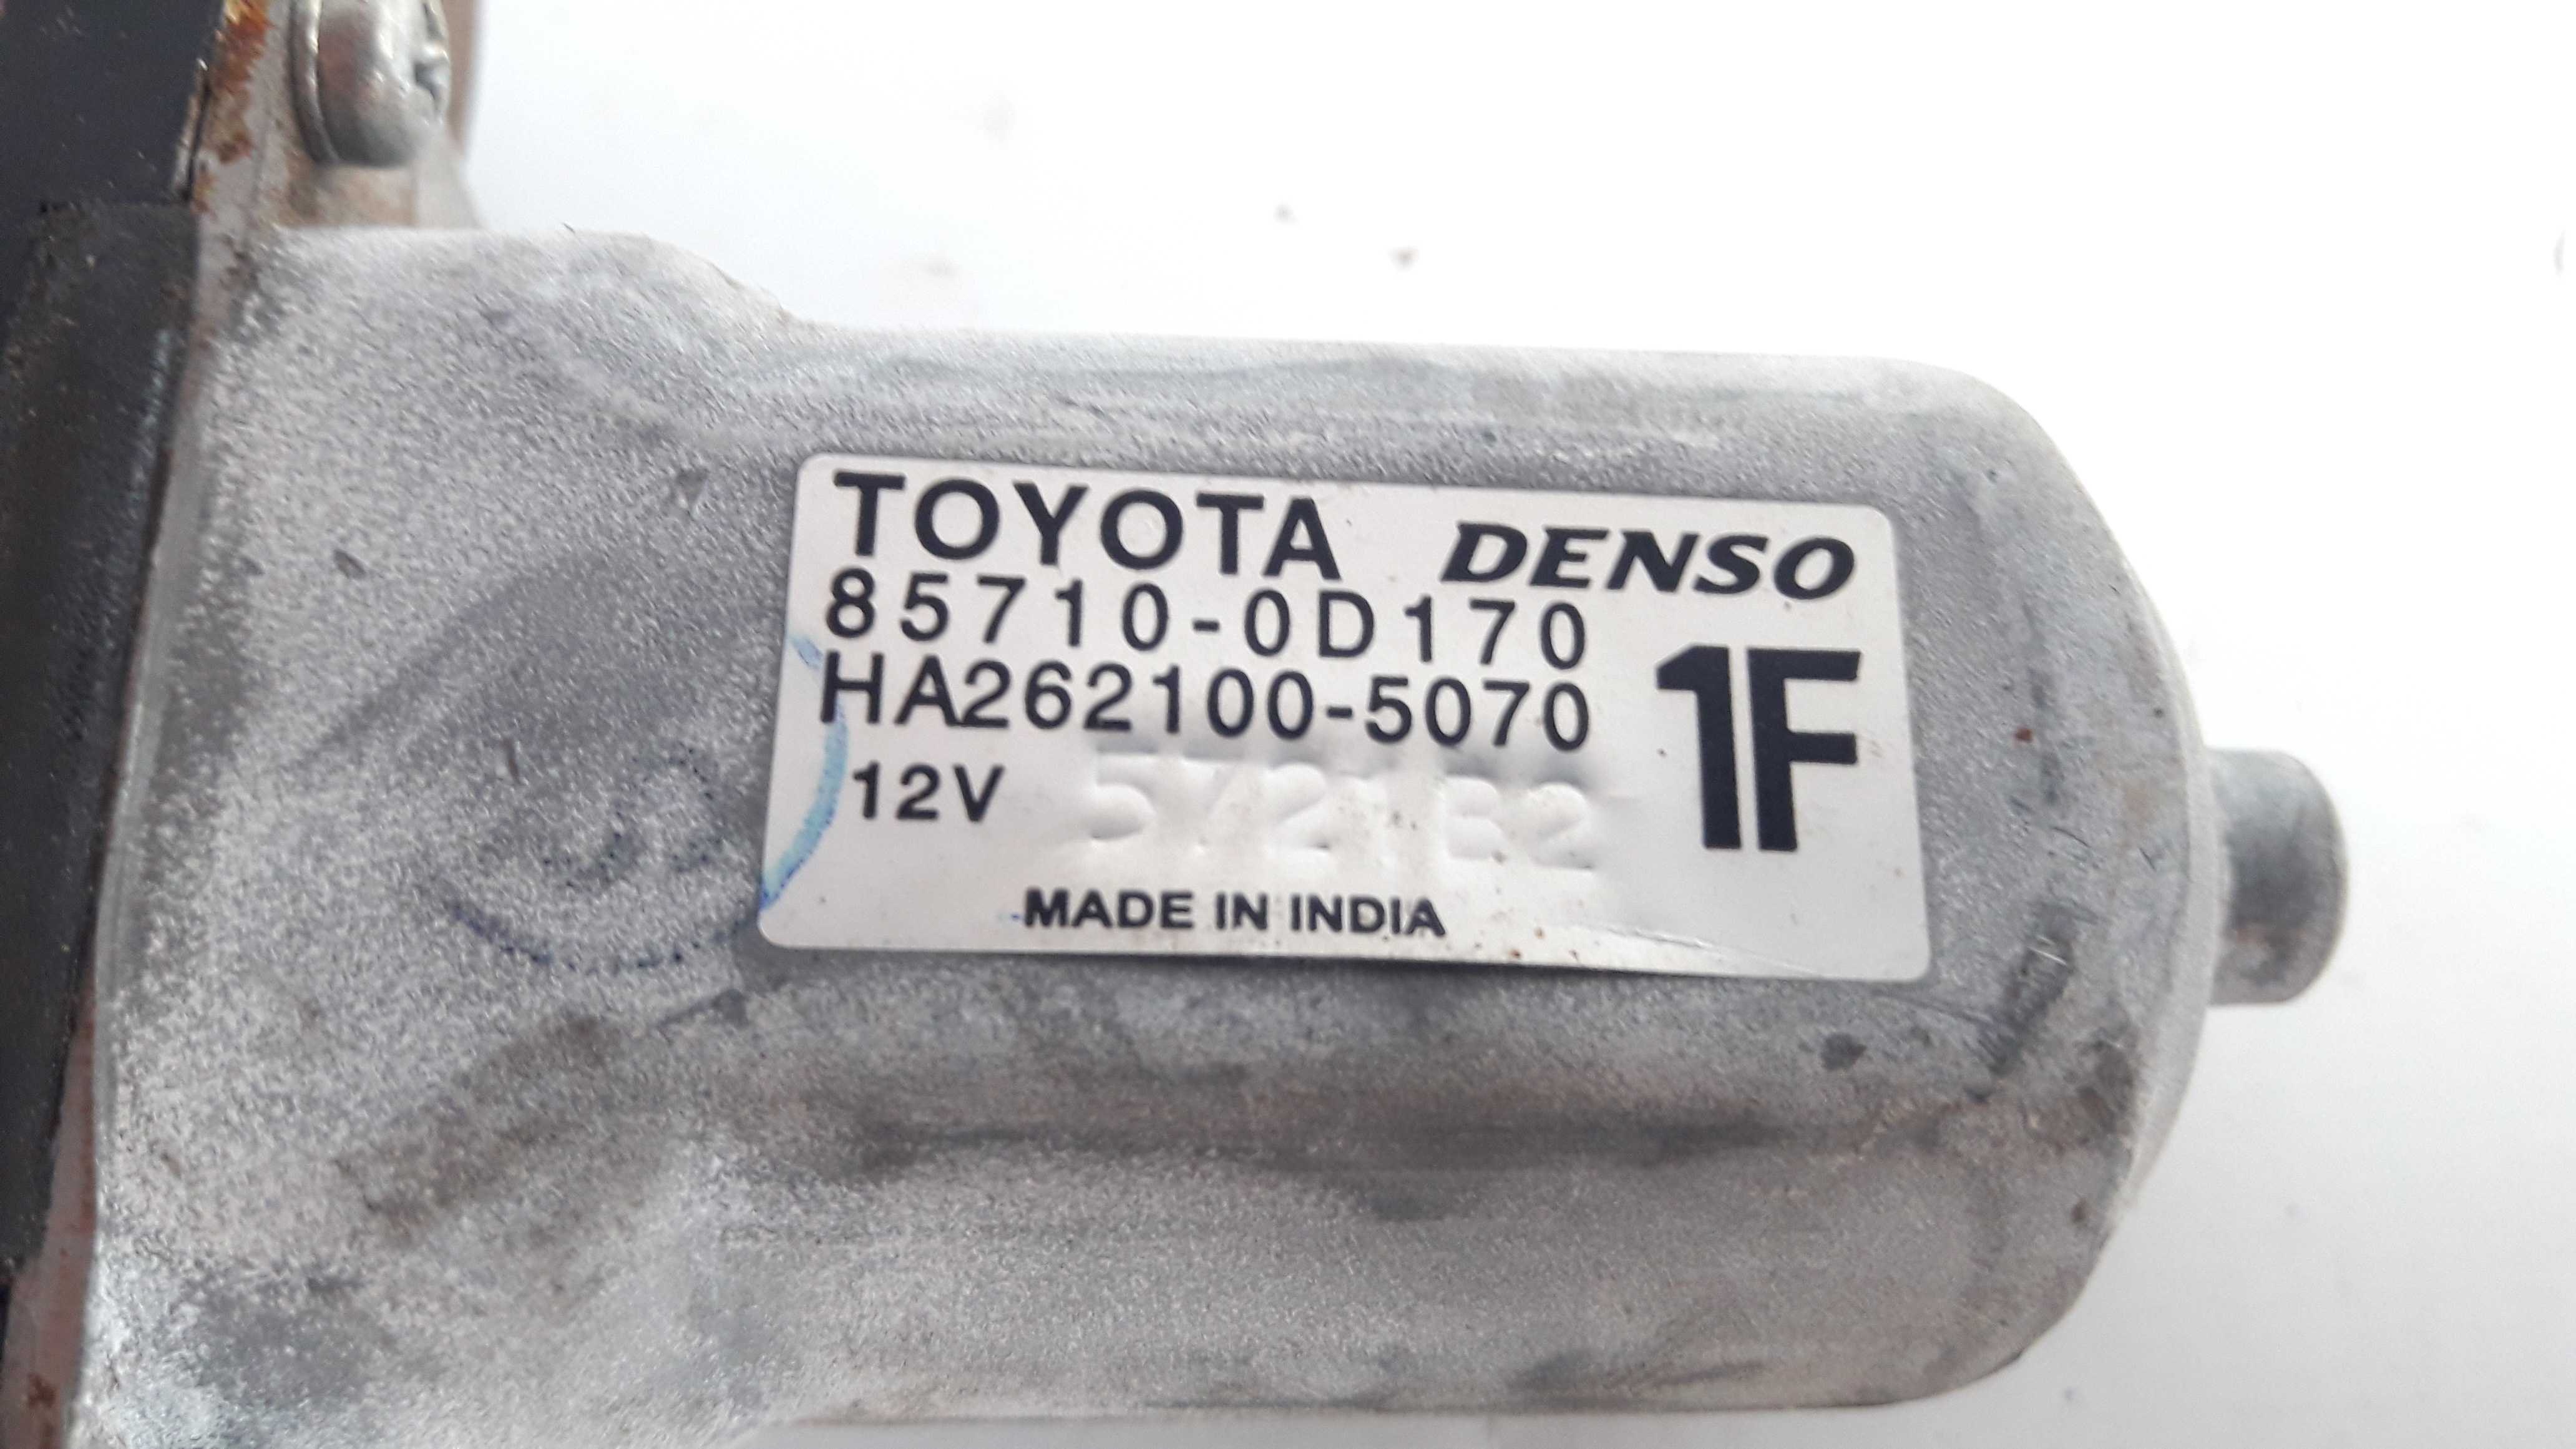 TOYOTA DENSO
85710-0D170
HA262100-5070
1F
12V
MADE IN INDIA